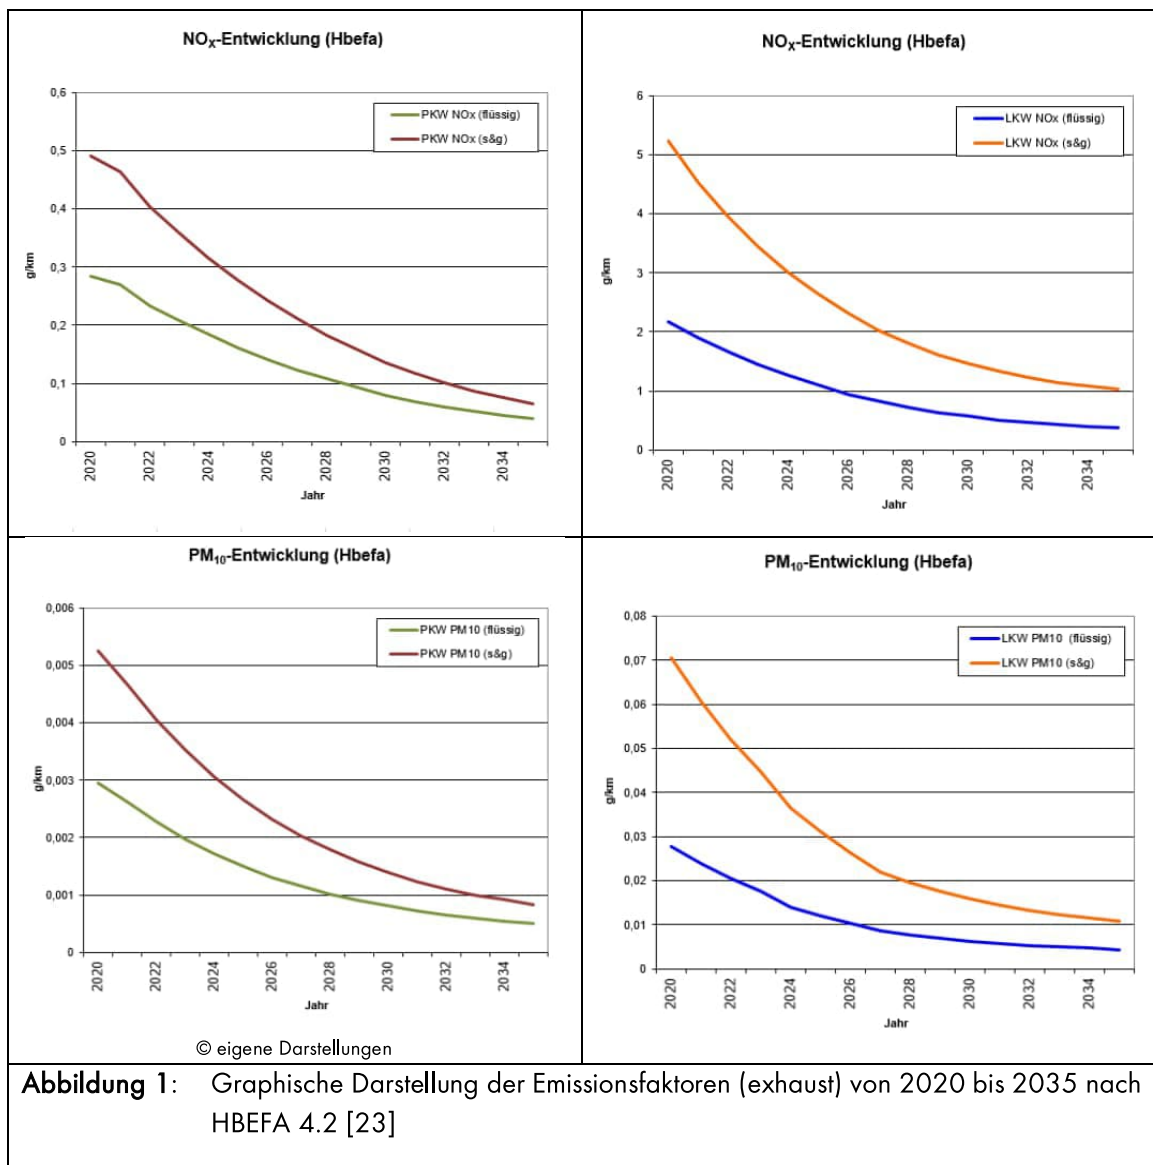 NOₓ-Entwicklung (Hbefa)
0,6
0,5
0,4
0,3
0,2
0,1
0
g/km
PKW NOx (flüssig)
PKW NOx (s&g)
2020
2022
2024
2026
2028
2030
2032
2034
Jahr
NOₓ-Entwicklung (Hbefa)
6
5
4
3
2
1
0
g/km
LKW NOx (flüssig)
LKW NOx (s&g)
2020
2022
2024
2026
2028
2030
2032
2034
Jahr
PM₁₀-Entwicklung (Hbefa)
0,006
0,005
0,004
0,003
0,002
0,001
0
g/km
PKW PM10 (flüssig)
PKW PM10 (s&g)
2020
2022
2024
2026
2028
2030
2032
2034
Jahr
© eigene Darstellungen
PM₁₀-Entwicklung (Hbefa)
0,08
0,07
0,06
0,05
0,04
0,03
0,02
0,01
0
g/km
LKW PM10 (flüssig)
LKW PM10 (s&g)
2020
2022
2024
2026
2028
2030
2032
2034
Jahr
Abbildung 1: Graphische Darstellung der Emissionsfaktoren (exhaust) von 2020 bis 2035 nach
HBEFA 4.2 [23]